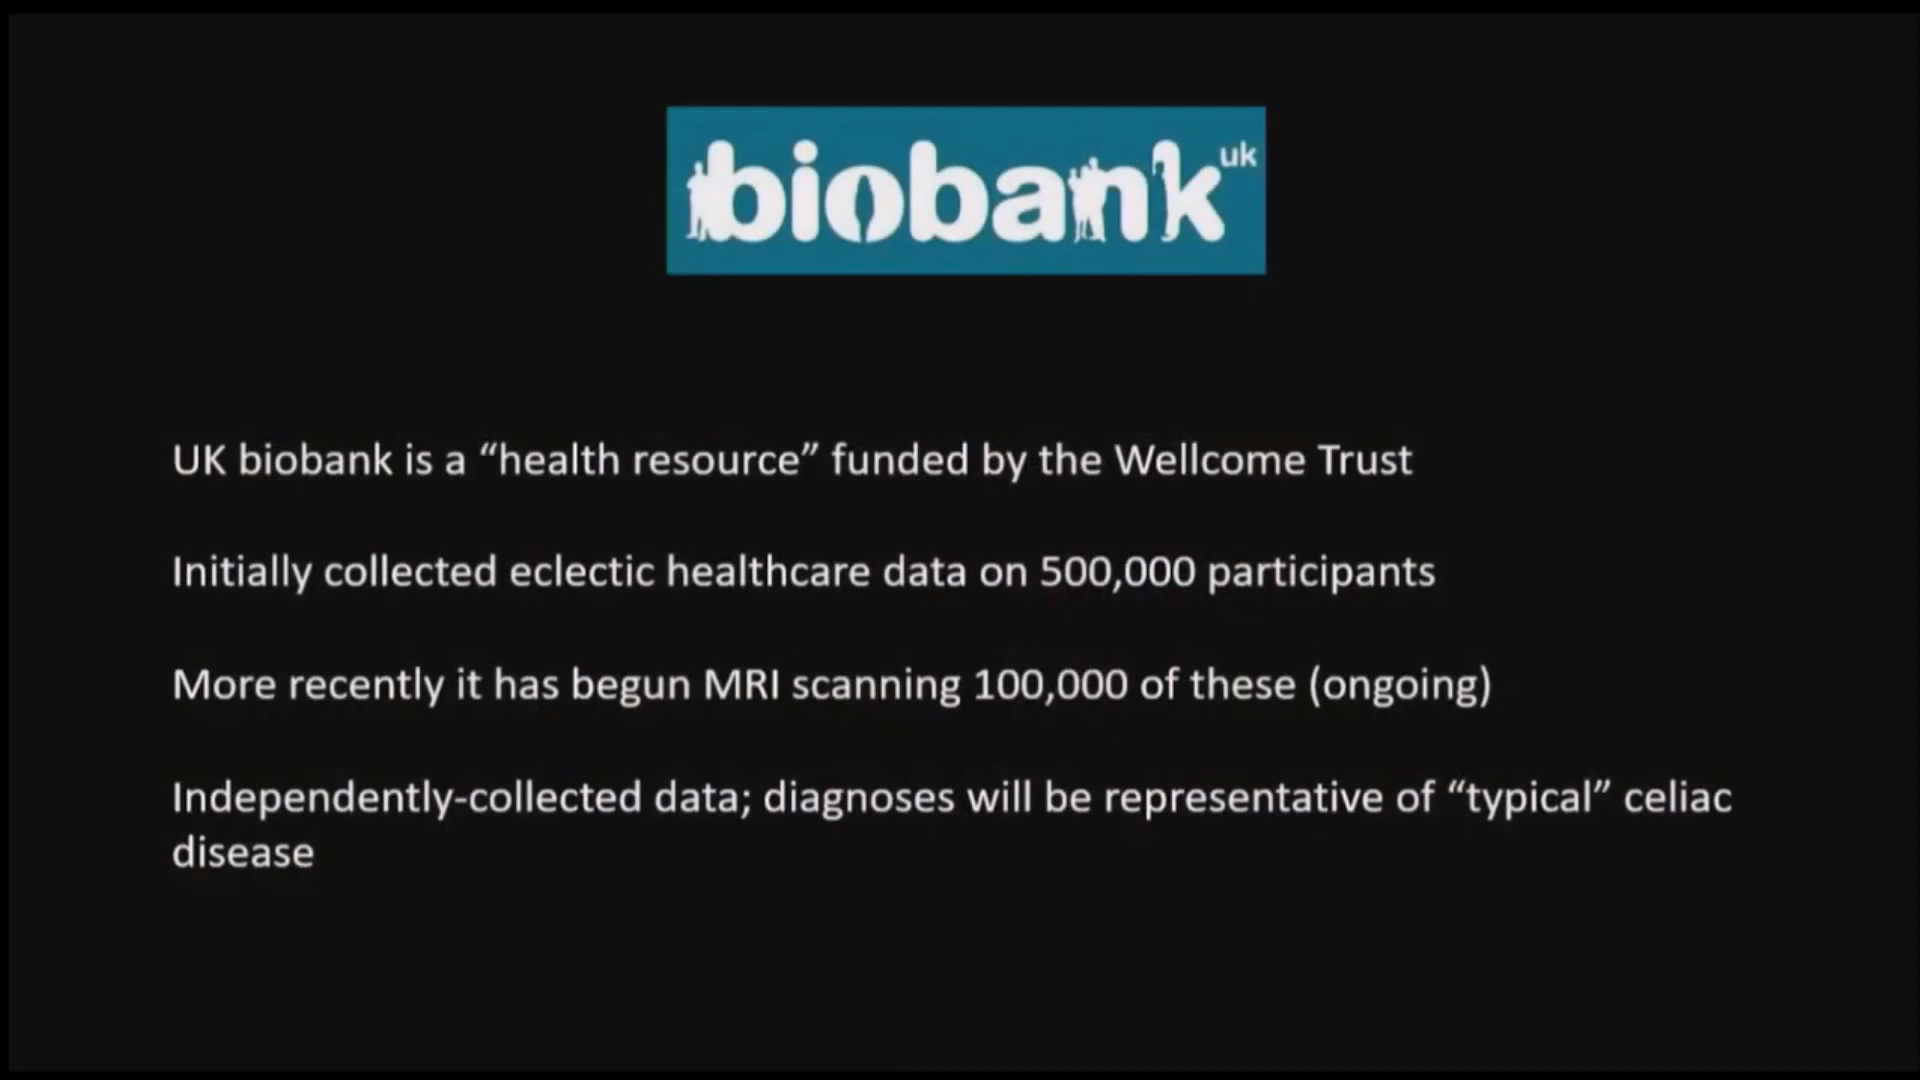 biobank uk
UK biobank is a “health resource” funded by the Wellcome Trust
Initially collected eclectic healthcare data on 500,000 participants
More recently it has begun MRI scanning 100,000 of these (ongoing)
Independently-collected data; diagnoses will be representative of “typical” celiac
disease